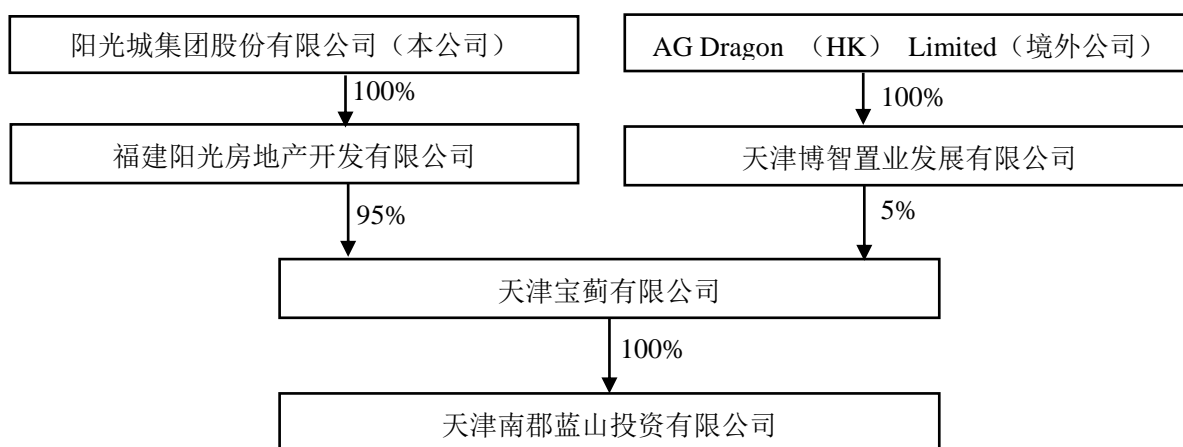 阳光城集团股份有限公司（本公司）
AG Dragon （HK） Limited（境外公司）
100%
100%
福建阳光房地产开发有限公司
天津博智置业发展有限公司
95%
5%
天津宝蓟有限公司
100%
天津南郡蓝山投资有限公司